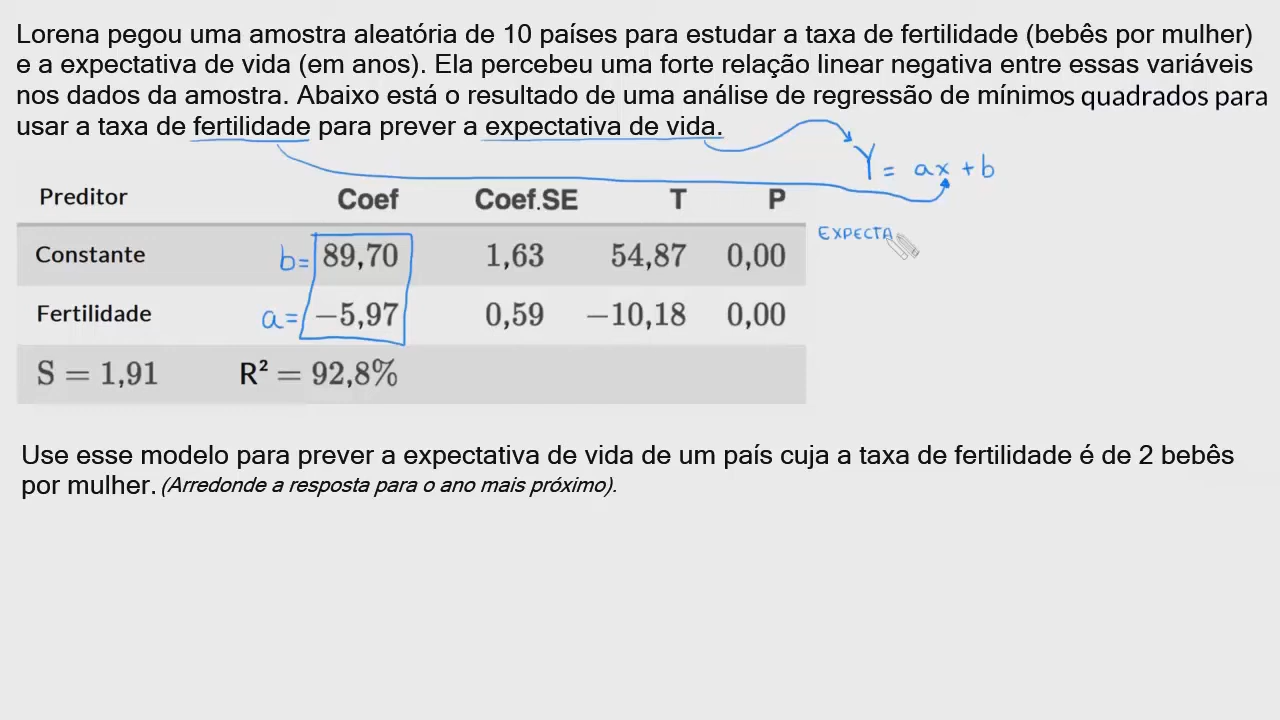 Lorena pegou uma amostra aleatória de 10 países para estudar a taxa de fertilidade (bebês por mulher)
e a expectativa de vida (em anos). Ela percebeu uma forte relação linear negativa entre essas variáveis
nos dados da amostra. Abaixo está o resultado de uma análise de regressão de mínimos quadrados para
usar a taxa de fertilidade para prever a expectativa de vida.
Y = ax + b
Preditor Coef Coef.SE T P
EXPECTA
Constante b= 89,70 1,63 54,87 0,00
Fertilidade a= −5,97 0,59 −10,18 0,00
S = 1,91 R² = 92,8%
Use esse modelo para prever a expectativa de vida de um país cuja a taxa de fertilidade é de 2 bebês
por mulher. (Arredonde a resposta para o ano mais próximo).